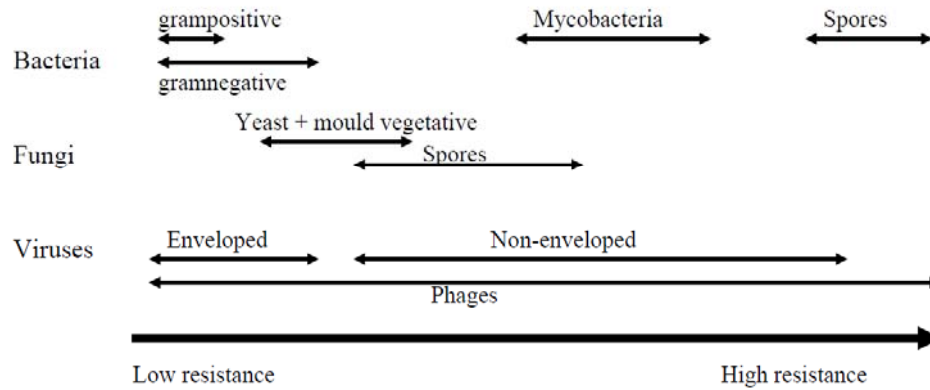 grampositive
Mycobacteria
Spores
Bacteria
gramnegative
Yeast + mould vegetative
Fungi
Spores
Viruses
Enveloped
Non-enveloped
Phages
Low resistance
High resistance